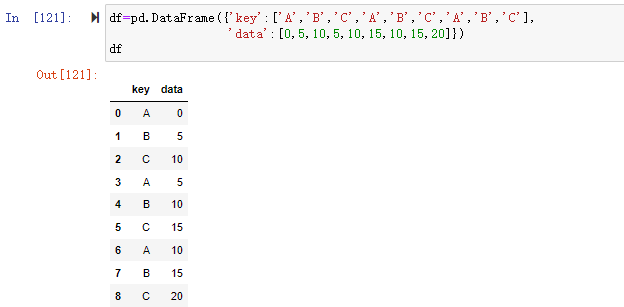 In [121]: df=pd.DataFrame({'key':['A','B','C','A','B','C','A','B','C'],
'data':[0,5,10,5,10,15,10,15,20]})
df
Out[121]:
key data
0 A 0
1 B 5
2 C 10
3 A 5
4 B 10
5 C 15
6 A 10
7 B 15
8 C 20